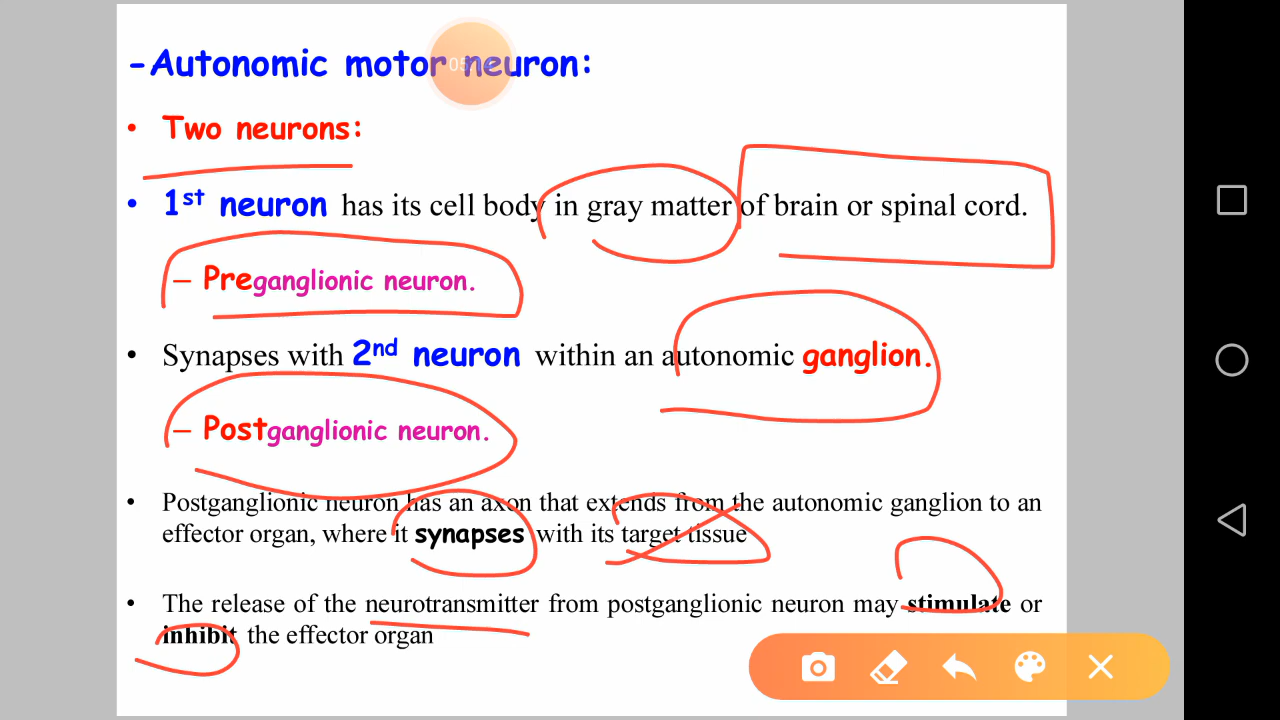 -Autonomic motor neuron:
• Two neurons:
• 1st neuron has its cell body in gray matter of brain or spinal cord.
– Preganglionic neuron.
• Synapses with 2nd neuron within an autonomic ganglion.
– Postganglionic neuron.
• Postganglionic neuron has an axon that extends from the autonomic ganglion to an
effector organ, where it synapses with its target tissue
• The release of the neurotransmitter from postganglionic neuron may stimulate or
inhibit the effector organ